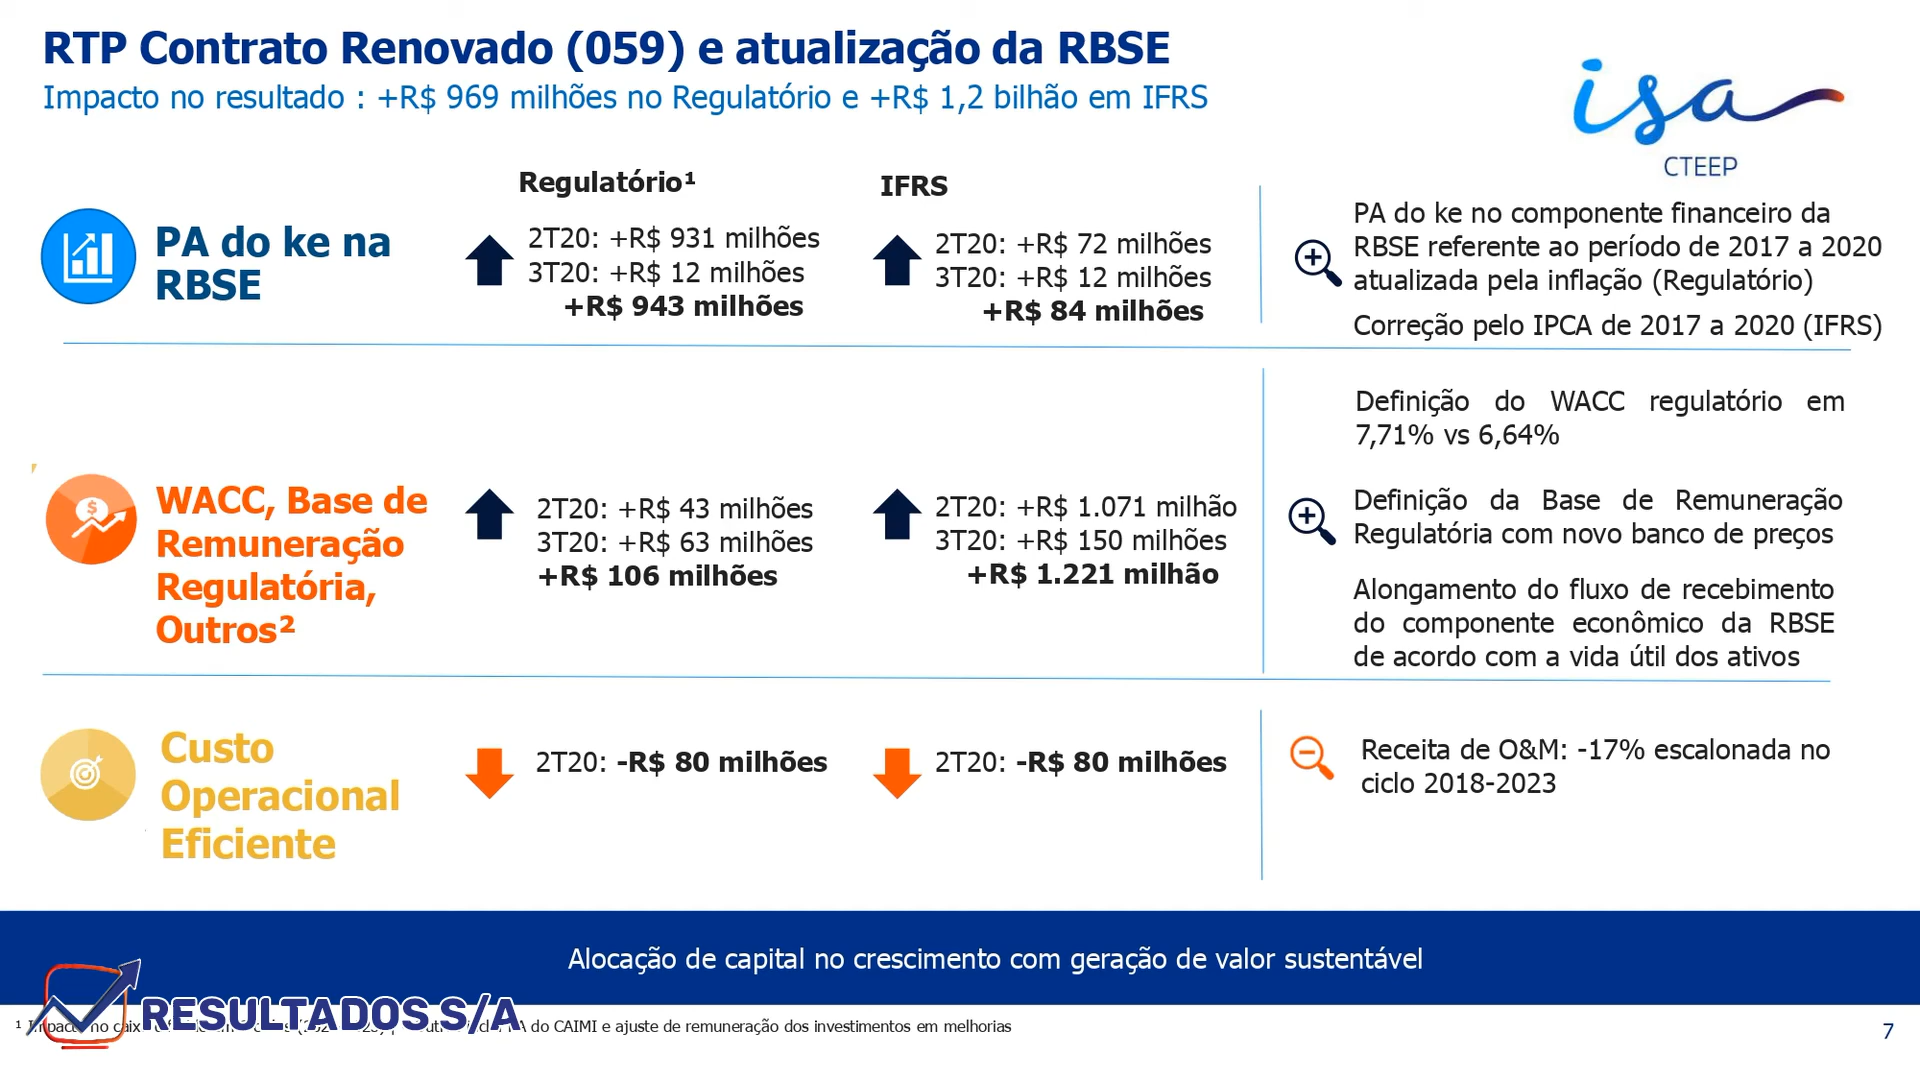 RTP Contrato Renovado (059) e atualização da RBSE
Impacto no resultado : +R$ 969 milhões no Regulatório e +R$ 1,2 bilhão em IFRS
isa
CTEEP
Regulatório¹
IFRS
PA do ke na
RBSE
2T20: +R$ 931 milhões
3T20: +R$ 12 milhões
+R$ 943 milhões
2T20: +R$ 72 milhões
3T20: +R$ 12 milhões
+R$ 84 milhões
PA do ke no componente financeiro da
RBSE referente ao período de 2017 a 2020
atualizada pela inflação (Regulatório)
Correção pelo IPCA de 2017 a 2020 (IFRS)
WACC, Base de
Remuneração
Regulatória,
Outros²
2T20: +R$ 43 milhões
3T20: +R$ 63 milhões
+R$ 106 milhões
2T20: +R$ 1.071 milhão
3T20: +R$ 150 milhões
+R$ 1.221 milhão
Definição do WACC regulatório em
7,71% vs 6,64%
Definição da Base de Remuneração
Regulatória com novo banco de preços
Alongamento do fluxo de recebimento
do componente econômico da RBSE
de acordo com a vida útil dos ativos
Custo
Operacional
Eficiente
2T20: -R$ 80 milhões
2T20: -R$ 80 milhões
Receita de O&M: -17% escalonada no
ciclo 2018-2023
Alocação de capital no crescimento com geração de valor sustentável
RESULTADOS S/A
¹ Impacto no do CAIMI e ajuste de remuneração dos investimentos em melhorias
7